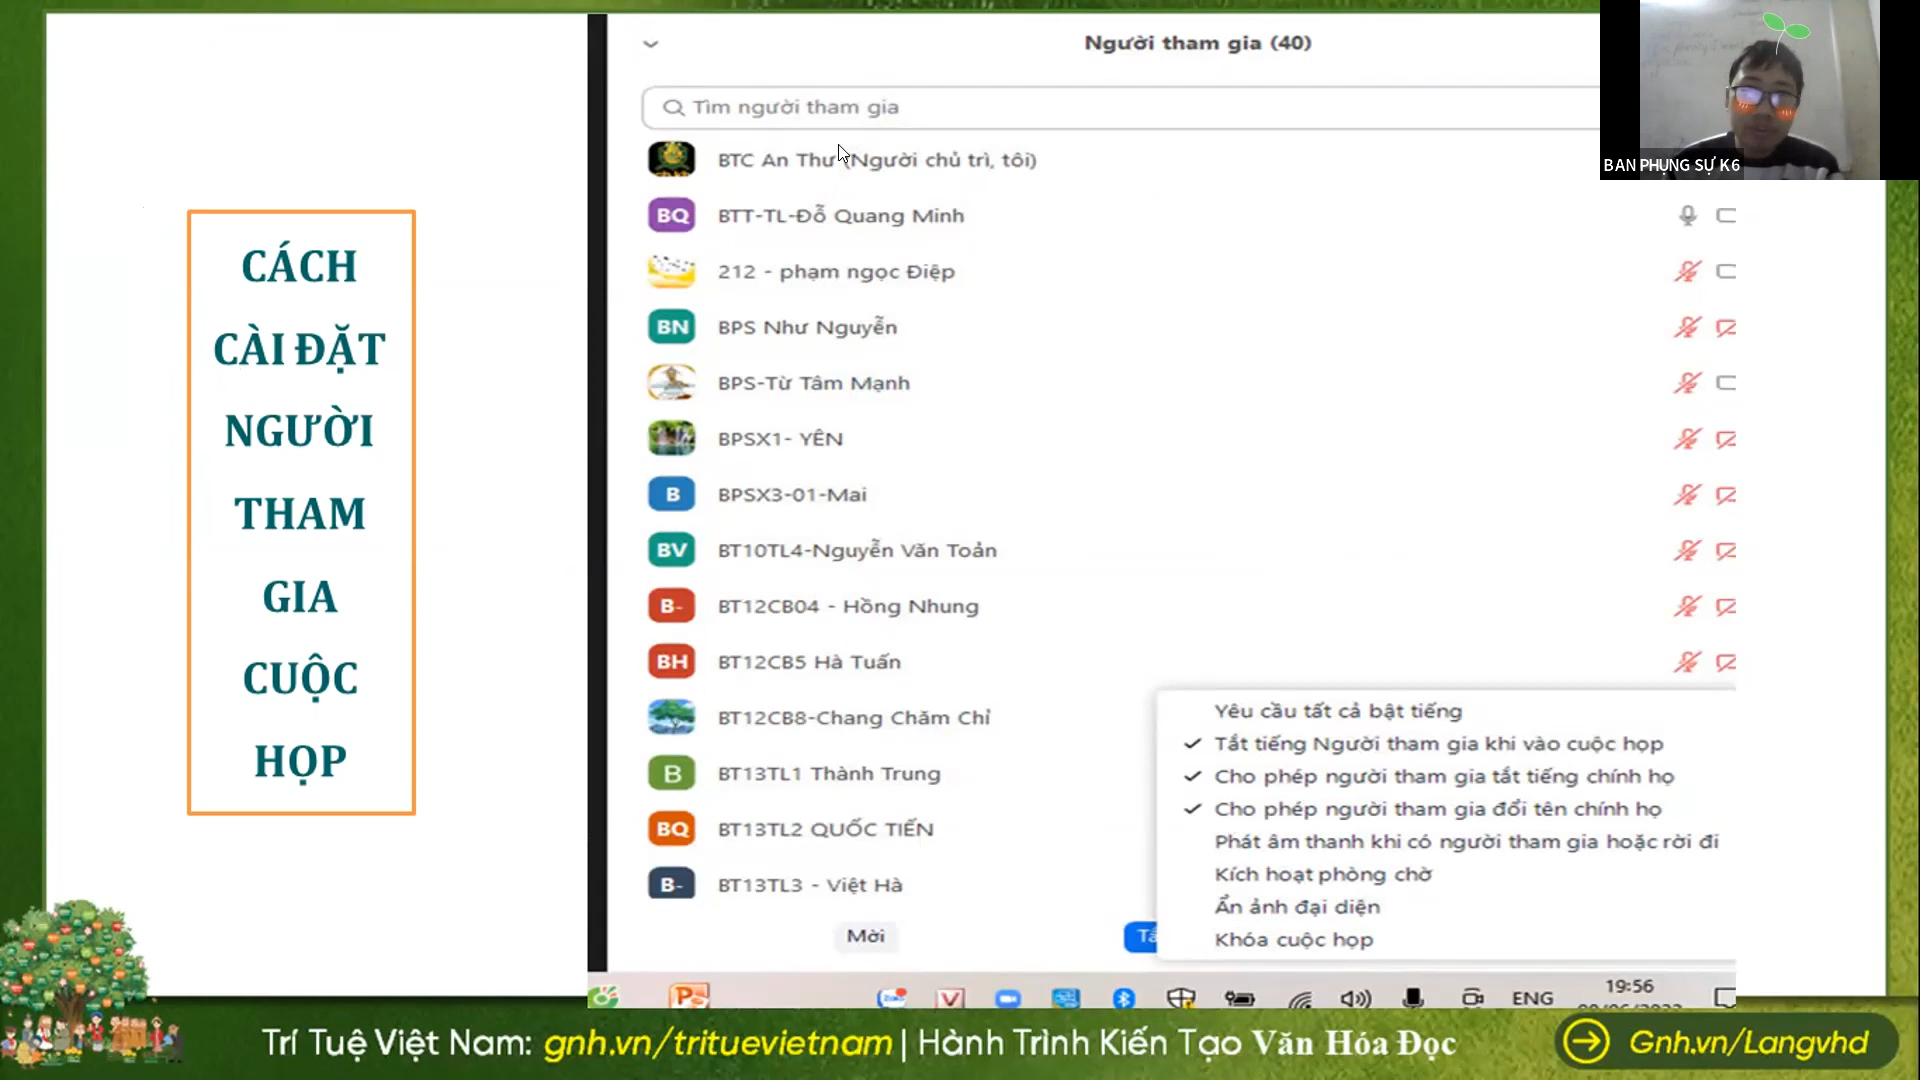 CÁCH
CÀI ĐẶT
NGƯỜI
THAM
GIA
CUỘC
HỌP
Người tham gia (40)
Tìm người tham gia
BTC An Thư (Người chủ trì, tôi)
BQ BTT-TL-Đỗ Quang Minh
212 - phạm ngọc Điệp
BN BPS Như Nguyễn
BPS-Từ Tâm Mạnh
BPSX1- YÊN
B BPSX3-01-Mai
BV BT10TL4-Nguyễn Văn Toản
B- BT12CB04 - Hồng Nhung
BH BT12CB5 Hà Tuấn
BT12CB8-Chang Chăm Chỉ
B BT13TL1 Thành Trung
BQ BT13TL2 QUỐC TIẾN
B- BT13TL3 - Việt Hà
Mời
Yêu cầu tất cả bật tiếng
Tắt tiếng Người tham gia khi vào cuộc họp
Cho phép người tham gia tắt tiếng chính họ
Cho phép người tham gia đổi tên chính họ
Phát âm thanh khi có người tham gia hoặc rời đi
Kích hoạt phòng chờ
Ẩn ảnh đại diện
Khóa cuộc họp
ENG
19:56
BAN PHỤNG SỰ K6
Trí Tuệ Việt Nam: gnh.vn/trituevietnam | Hành Trình Kiến Tạo Văn Hóa Đọc
Gnh.vn/Langvhd